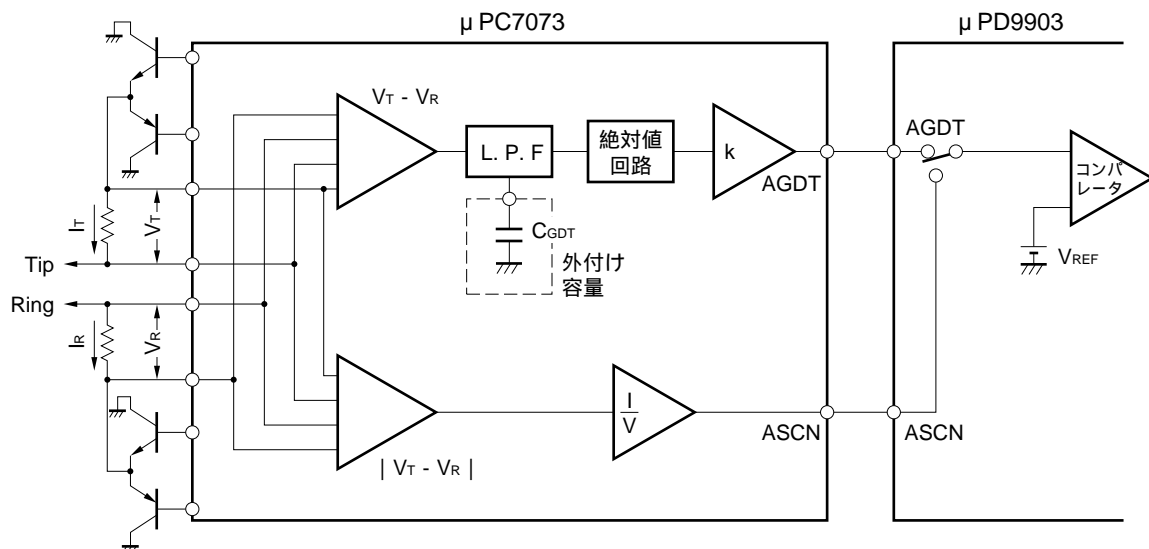 μ PC7073
μ PD9903
VT - VR
L. P. F
絶対値
回路
k
AGDT
AGDT
コンパ
レータ
CGDT
外付け
容量
VREF
IT
VT
Tip
Ring
IR
VR
I
V
ASCN
ASCN
| VT - VR |